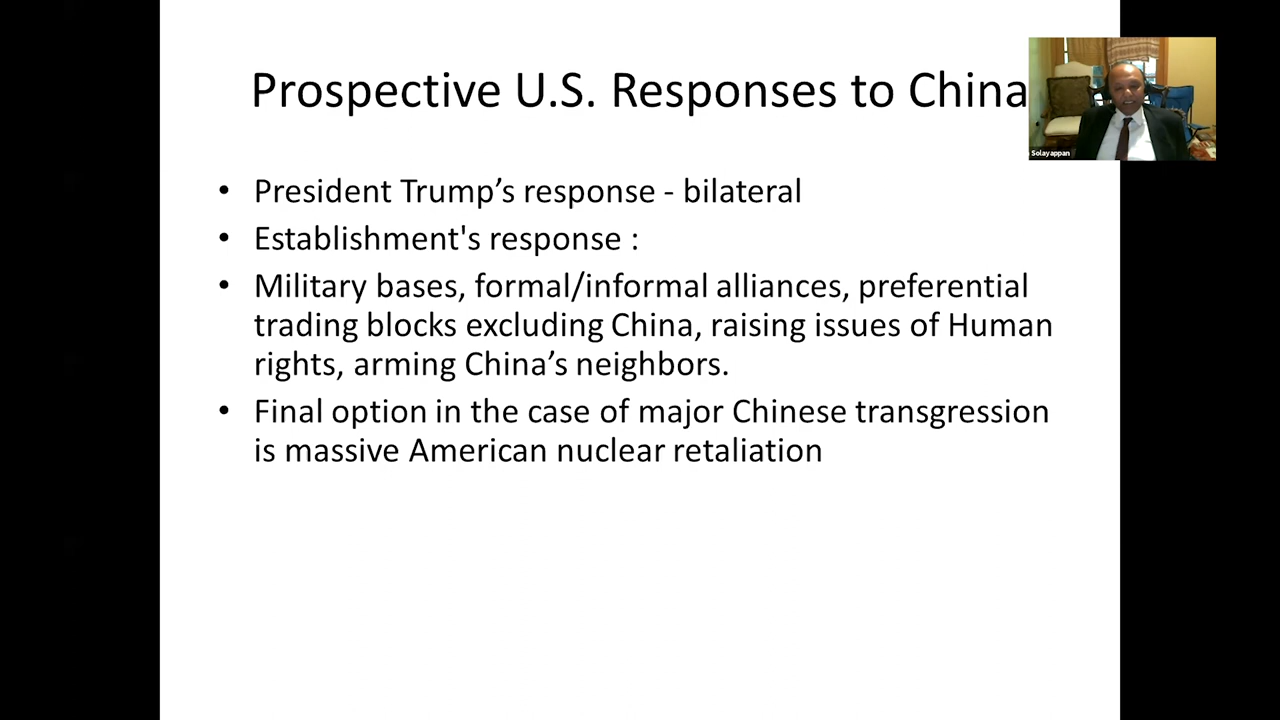 Prospective U.S. Responses to China
Solayappan
• President Trump’s response - bilateral
• Establishment's response :
• Military bases, formal/informal alliances, preferential
trading blocks excluding China, raising issues of Human
rights, arming China’s neighbors.
• Final option in the case of major Chinese transgression
is massive American nuclear retaliation